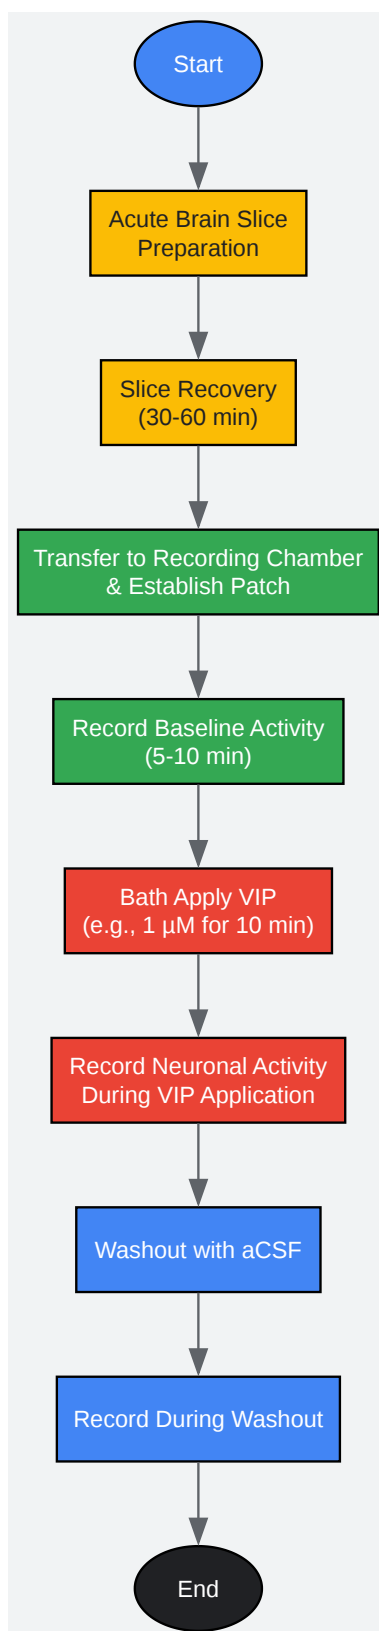 Start
Acute Brain Slice
Preparation
Slice Recovery
(30-60 min)
Transfer to Recording Chamber
& Establish Patch
Record Baseline Activity
(5-10 min)
Bath Apply VIP
(e.g., 1 µM for 10 min)
Record Neuronal Activity
During VIP Application
Washout with aCSF
Record During Washout
End